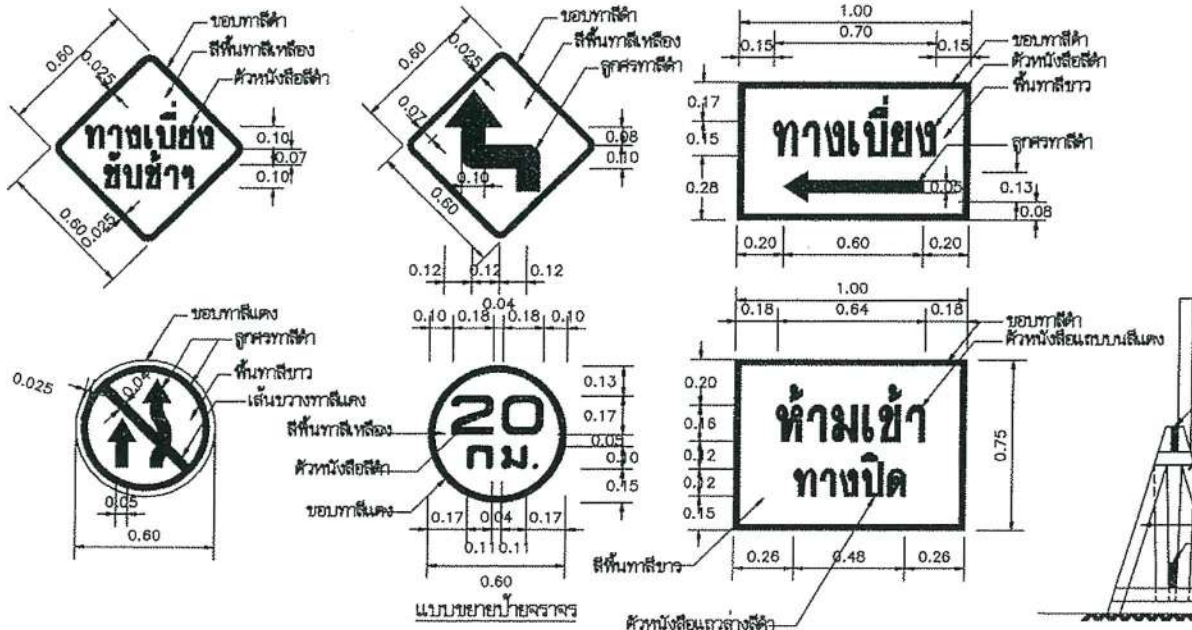 ขอบทาสีดำ
สีพื้นทาสีเหลือง
ตัวหนังสือสีดำ
0.60
0.025
ทางเบี่ยง
ขับช้าๆ
0.10
0.07
0.10
0.60
0.025
ขอบทาสีดำ
สีพื้นทาสีเหลือง
ลูกศรทาสีดำ
0.60
0.025
0.07
0.08
0.10
0.10
0.60
0.12
0.12
0.12
1.00
0.70
0.15
0.15
ขอบทาสีดำ
ตัวหนังสือสีดำ
พื้นทาสีขาว
ลูกศรทาสีดำ
0.17
0.15
0.28
ทางเบี่ยง
0.05
0.13
0.08
0.20
0.60
0.20
ขอบทาสีแดง
ลูกศรทาสีดำ
พื้นทาสีขาว
เส้นขวางทาสีแดง
0.025
0.04
0.05
0.60
0.04
0.10
0.18
0.18
0.10
20
กม.
0.13
0.17
0.05
0.10
0.15
สีพื้นทาสีเหลือง
ตัวหนังสือสีดำ
ขอบทาสีแดง
0.17
0.04
0.17
0.11
0.11
0.60
แบบขยายป้ายจราจร
1.00
0.18
0.64
0.18
ขอบทาสีดำ
ตัวหนังสือแถบบนสีแดง
0.20
0.16
0.12
0.12
0.15
ห้ามเข้า
ทางปิด
0.75
0.26
0.48
0.26
สีพื้นทาสีขาว
ตัวหนังสือแถวล่างสีดำ